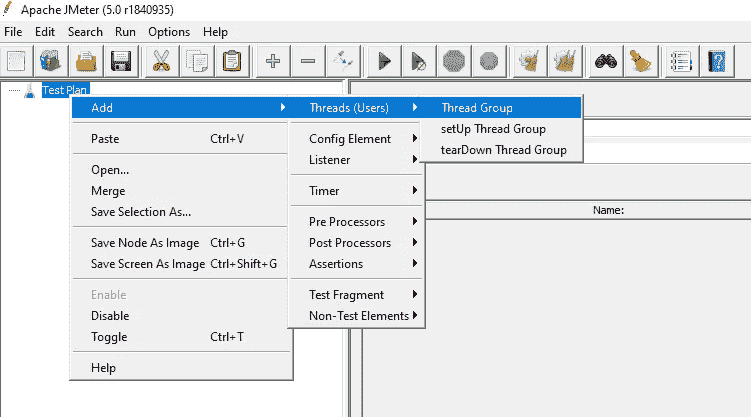 Apache JMeter (5.0 r1840935)
File Edit Search Run Options Help
Test Plan
Add
Paste Ctrl+V
Open...
Merge
Save Selection As...
Save Node As Image Ctrl+G
Save Screen As Image Ctrl+Shift+G
Enable
Disable
Toggle Ctrl+T
Help
Threads (Users)
Config Element
Listener
Timer
Pre Processors
Post Processors
Assertions
Test Fragment
Non-Test Elements
Thread Group
setUp Thread Group
tearDown Thread Group
Name: